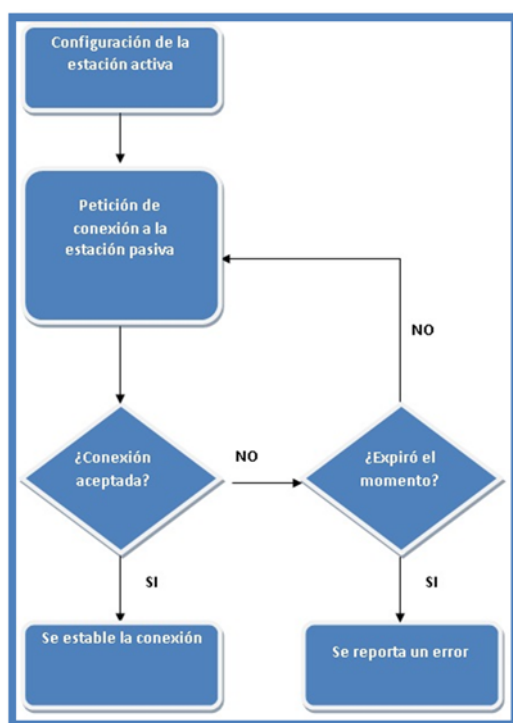 Configuración de la
estación activa
Petición de
conexión a la
estación pasiva
NO
¿Conexión
aceptada?
NO
¿Expiró el
momento?
SI
SI
Se estable la conexión
Se reporta un error